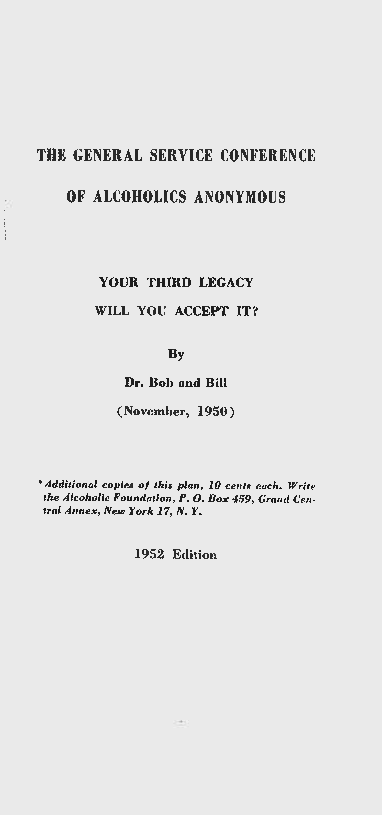 THE GENERAL SERVICE CONFERENCE
OF ALCOHOLICS ANONYMOUS
YOUR THIRD LEGACY
WILL YOU ACCEPT IT?
By
Dr. Bob and Bill
(November, 1950)
*Additional copies of this plan, 10 cents each. Write
the Alcoholic Foundation, P. O. Box 459, Grand Cen-
tral Annex, New York 17, N. Y.
1952 Edition